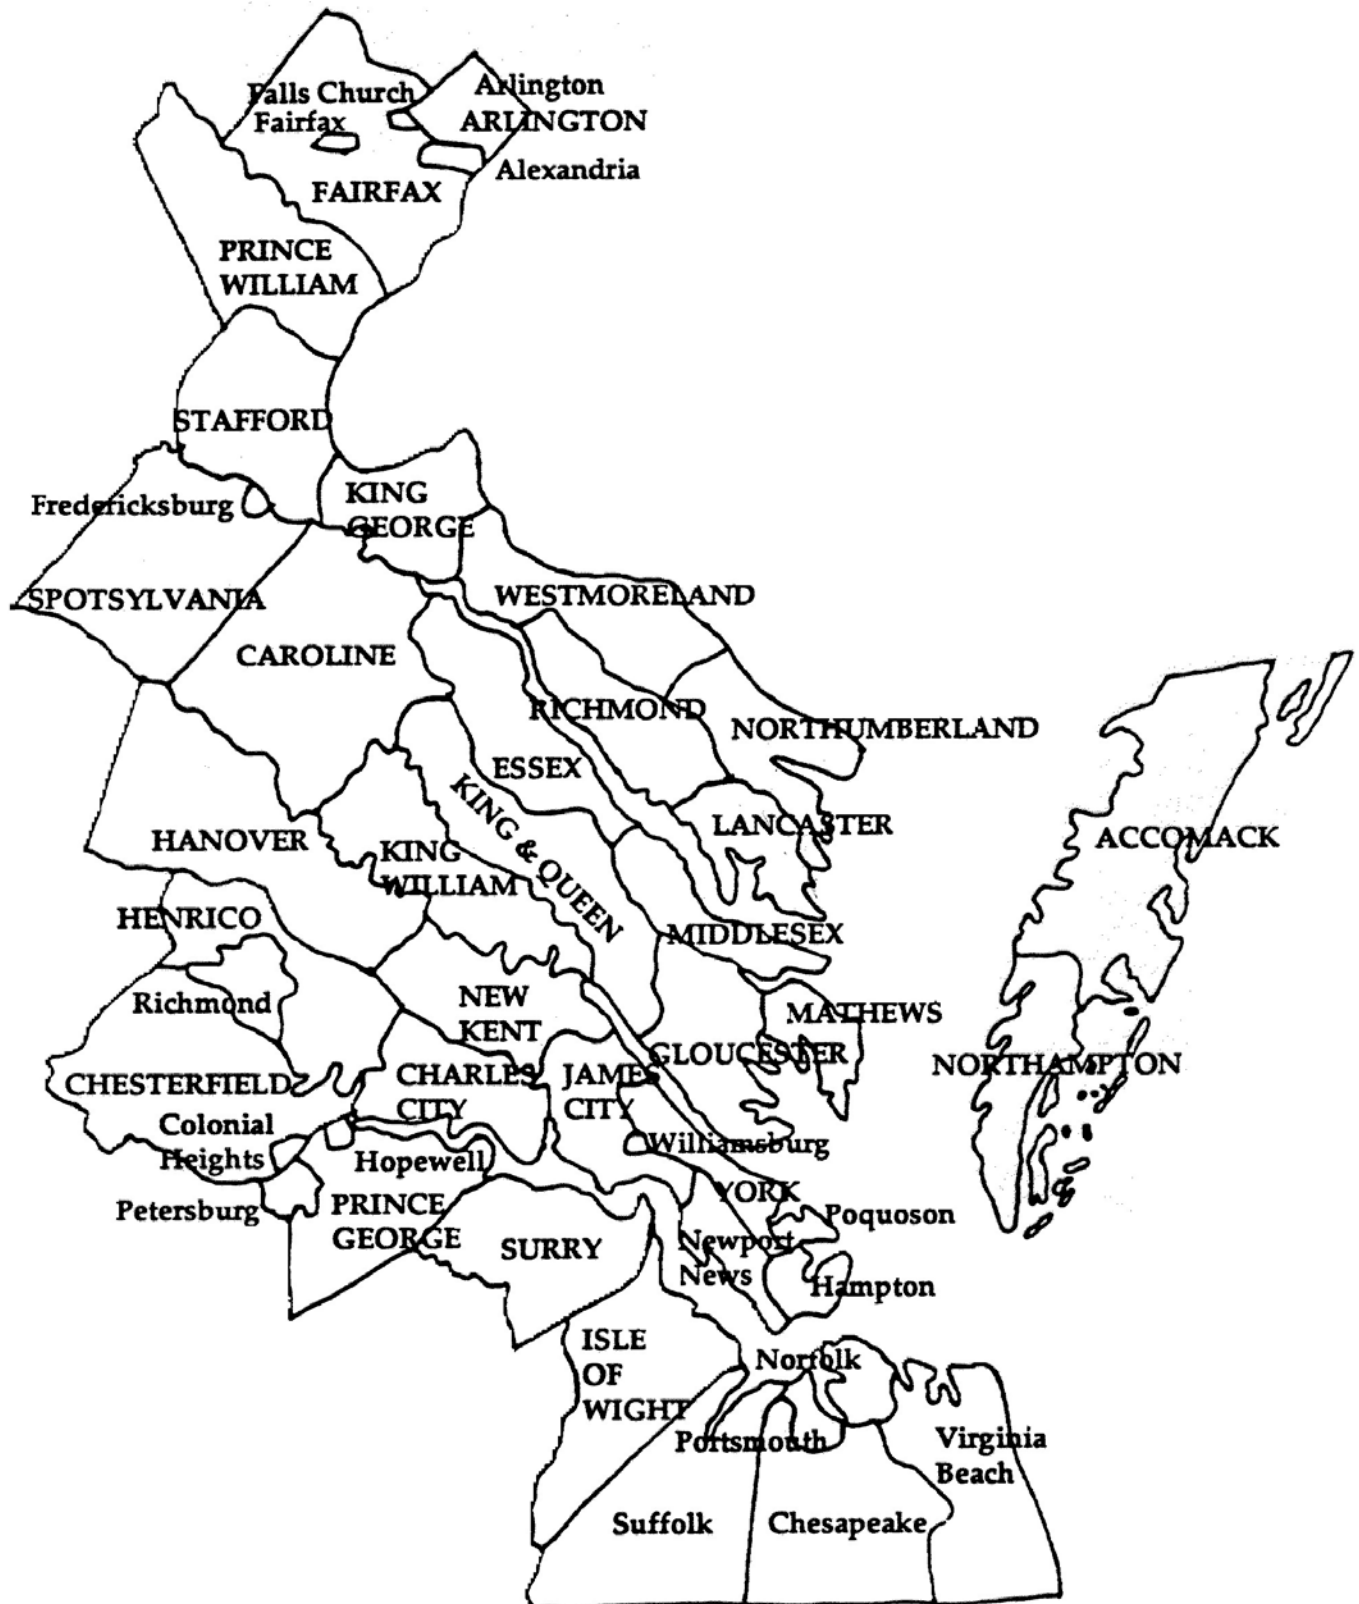 Falls Church
Arlington
Fairfax
ARLINGTON
Alexandria
FAIRFAX
PRINCE
WILLIAM
STAFFORD
Fredericksburg
KING
GEORGE
SPOTSYLVANIA
WESTMORELAND
CAROLINE
RICHMOND
NORTHUMBERLAND
ESSEX
KING & QUEEN
LANCASTER
ACCOMACK
HANOVER
KING
WILLIAM
HENRICO
MIDDLESEX
Richmond
NEW
KENT
MATHEWS
GLOUCESTER
NORTHAMPTON
CHESTERFIELD
CHARLES
CITY
JAMES
CITY
Colonial
Heights
Hopewell
Williamsburg
Petersburg
PRINCE
GEORGE
YORK
Poquoson
SURRY
Newport
News
Hampton
ISLE
OF
WIGHT
Norfolk
Portsmouth
Virginia
Beach
Suffolk
Chesapeake